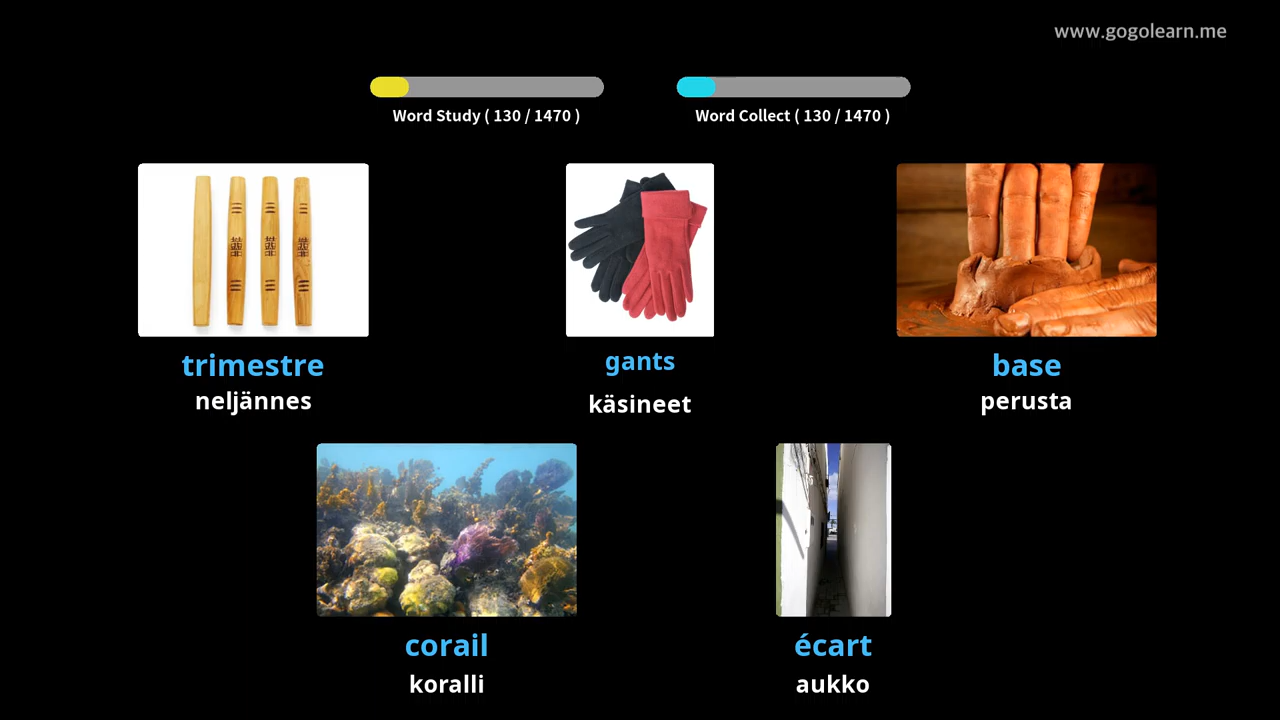 www.gogolearn.me
Word Study ( 130 / 1470 )
Word Collect ( 130 / 1470 )
trimestre
neljännes
gants
käsineet
base
perusta
corail
koralli
écart
aukko